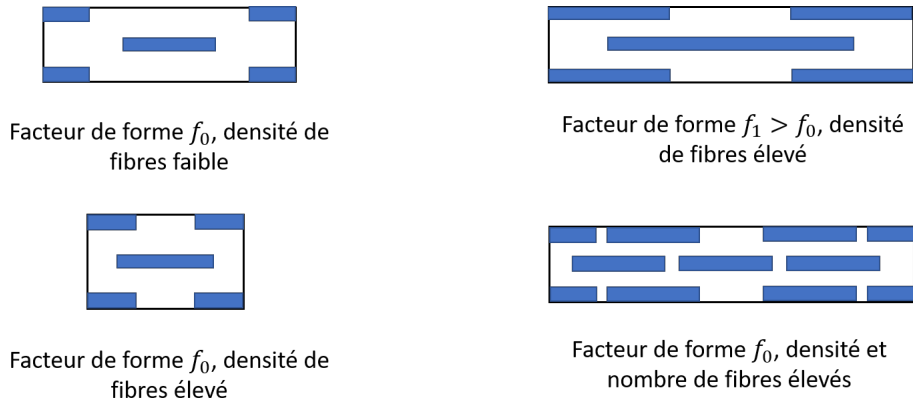 Facteur de forme f₀, densité de
fibres faible
Facteur de forme f₁ > f₀, densité
de fibres élevé
Facteur de forme f₀, densité de
fibres élevé
Facteur de forme f₀, densité et
nombre de fibres élevés